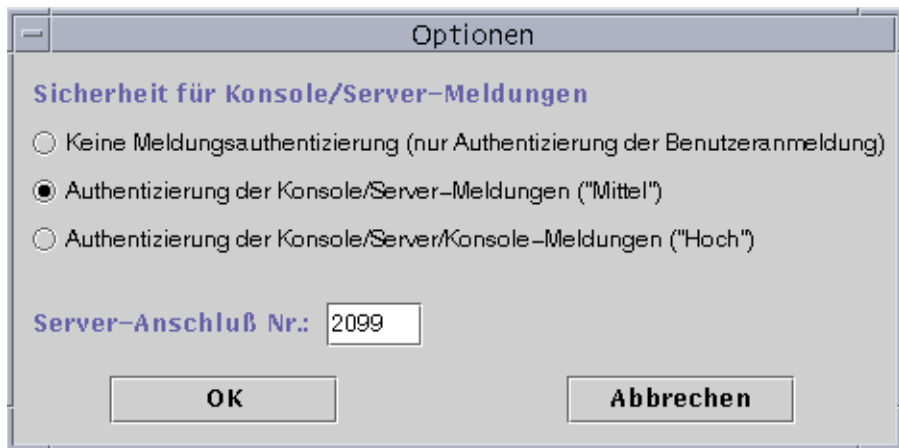 Optionen
Sicherheit für Konsole/Server-Meldungen
Keine Meldungsauthentizierung (nur Authentizierung der Benutzeranmeldung)
Authentizierung der Konsole/Server-Meldungen ("Mittel")
Authentizierung der Konsole/Server/Konsole-Meldungen ("Hoch")
Server-Anschluß Nr.: 2099
OK Abbrechen